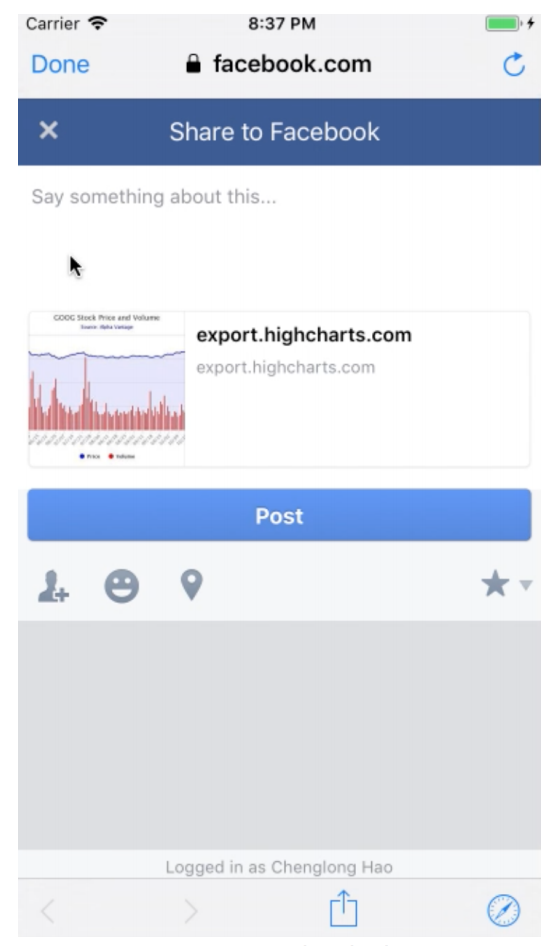 Carrier 8:37 PM
Done facebook.com
Share to Facebook
Say something about this...
GOOG Stock Price and Volume
Source: Alpha Vantage
export.highcharts.com
export.highcharts.com
Price Volume
Post
Logged in as Chenglong Hao